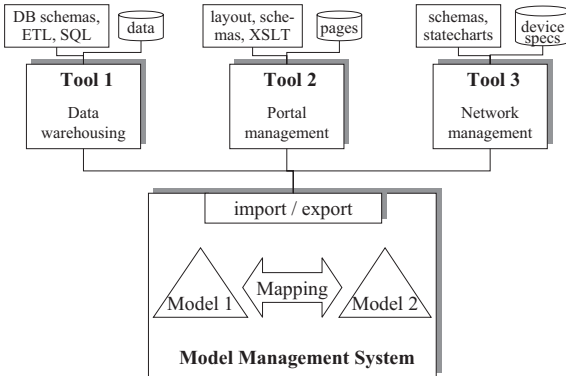 DB schemas,
ETL, SQL
data
layout, sche-
mas, XSLT
pages
schemas,
statecharts
device
specs
Tool 1
Data
warehousing
Tool 2
Portal
management
Tool 3
Network
management
import / export
Model 1
Mapping
Model 2
Model Management System